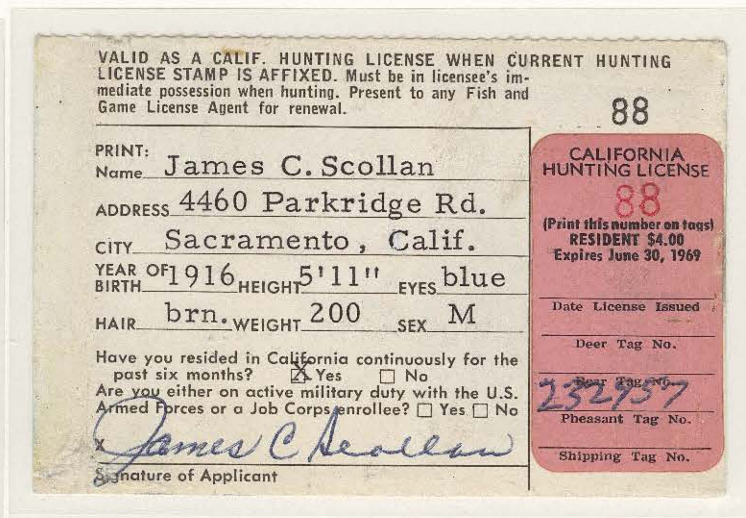 VALID AS A CALIF. HUNTING LICENSE WHEN CURRENT HUNTING
LICENSE STAMP IS AFFIXED. Must be in licensee's im-
mediate possession when hunting. Present to any Fish and
Game License Agent for renewal.
88
PRINT:
Name James C. Scollan
ADDRESS 4460 Parkridge Rd.
CITY Sacramento, Calif.
YEAR OF BIRTH 1916 HEIGHT 5'11" EYES blue
HAIR brn. WEIGHT 200 SEX M
Have you resided in California continuously for the
past six months? X Yes No
Are you either on active military duty with the U.S.
Armed Forces or a Job Corps enrollee? Yes No
x James C Scollan
Signature of Applicant
CALIFORNIA
HUNTING LICENSE
88
(Print this number on tags)
RESIDENT $4.00
Expires June 30, 1969
Date License Issued
Deer Tag No.
Bear Tag No.
232957
Pheasant Tag No.
Shipping Tag No.